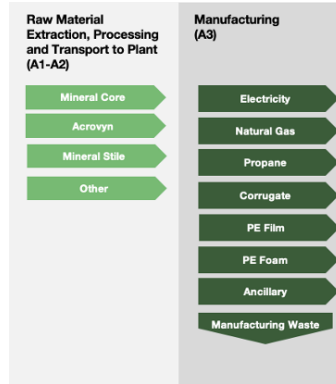 Raw Material
Extraction, Processing
and Transport to Plant
(A1-A2)
Mineral Core
Acrovyn
Mineral Stile
Other
Manufacturing
(A3)
Electricity
Natural Gas
Propane
Corrugate
PE Film
PE Foam
Ancillary
Manufacturing Waste